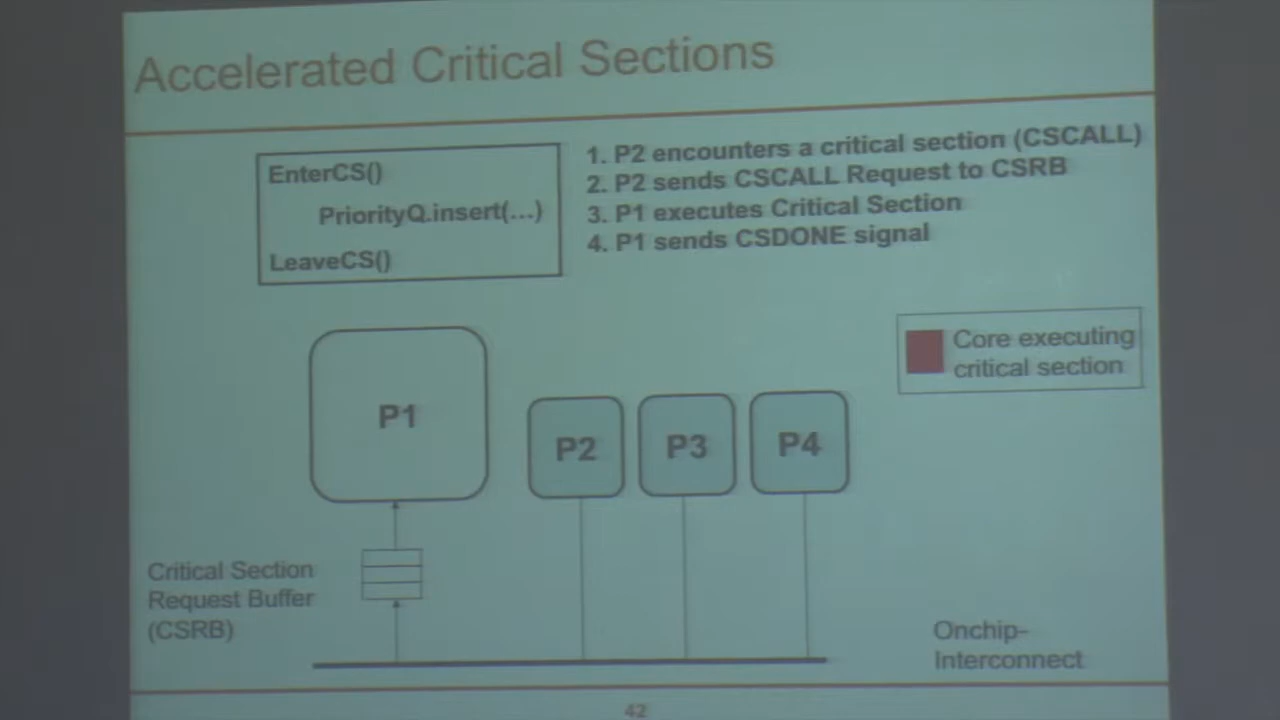 Accelerated Critical Sections
EnterCS()
PriorityQ.insert(...)
LeaveCS()
1. P2 encounters a critical section (CSCALL)
2. P2 sends CSCALL Request to CSRB
3. P1 executes Critical Section
4. P1 sends CSDONE signal
Core executing
critical section
P1
P2
P3
P4
Critical Section
Request Buffer
(CSRB)
Onchip-
Interconnect
42